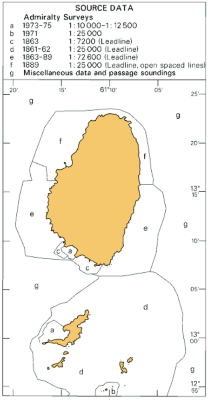 SOURCE DATA
Admiralty Surveys
a 1973-75 1:10 000-1: 12 500
b 1971 1:25 000
c 1863 1:7200 (Leadline)
d 1861-62 1:25 000 (Leadline)
e 1863-89 1:72 600 (Leadline)
f 1889 1:25 000 (Leadline, open spaced lines)
g Miscellaneous data and passage soundings
20' 15' 61°10' 05'
g
20'
f
f
15'
13°
e
e
g
10'
c
a
c
05'
g
d
13°
00'
a
d
g
12°
55'
b